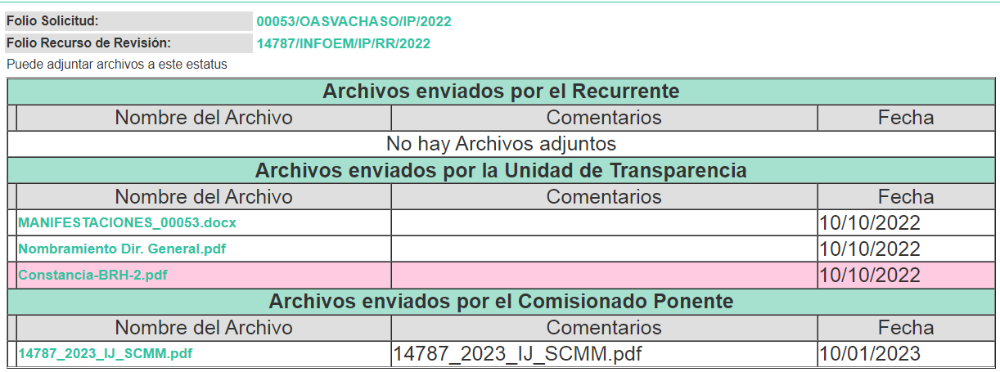 Folio Solicitud: 00053/OASVACHASO/IP/2022
Folio Recurso de Revisión: 14787/INFOEM/IP/RR/2022
Puede adjuntar archivos a este estatus
Archivos enviados por el Recurrente
Nombre del Archivo Comentarios Fecha
No hay Archivos adjuntos
Archivos enviados por la Unidad de Transparencia
Nombre del Archivo Comentarios Fecha
MANIFESTACIONES_00053.docx 10/10/2022
Nombramiento Dir. General.pdf 10/10/2022
Constancia-BRH-2.pdf 10/10/2022
Archivos enviados por el Comisionado Ponente
Nombre del Archivo Comentarios Fecha
14787_2023_IJ_SCMM.pdf 14787_2023_IJ_SCMM.pdf 10/01/2023